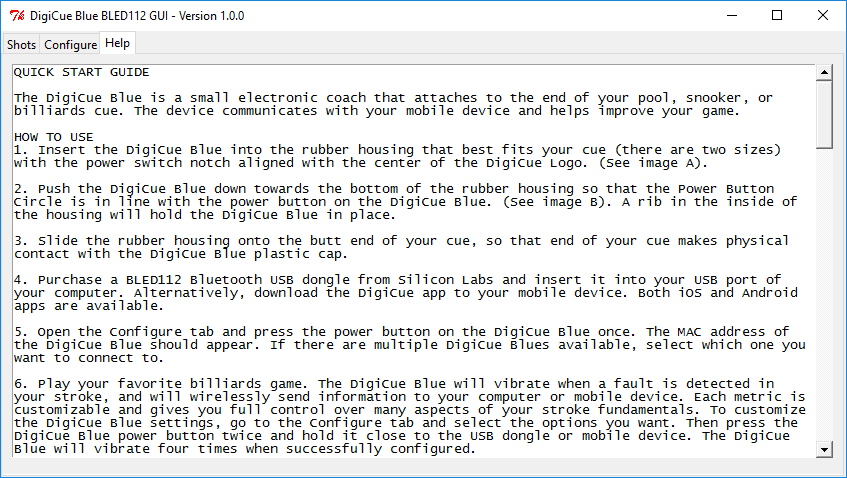 DigiCue Blue BLED112 GUI - Version 1.0.0
Shots Configure Help
QUICK START GUIDE
The DigiCue Blue is a small electronic coach that attaches to the end of your pool, snooker, or
billiards cue. The device communicates with your mobile device and helps improve your game.
HOW TO USE
1. Insert the DigiCue Blue into the rubber housing that best fits your cue (there are two sizes)
with the power switch notch aligned with the center of the DigiCue Logo. (See image A).
2. Push the DigiCue Blue down towards the bottom of the rubber housing so that the Power Button
Circle is in line with the power button on the DigiCue Blue. (See image B). A rib in the inside of
the housing will hold the DigiCue Blue in place.
3. Slide the rubber housing onto the butt end of your cue, so that end of your cue makes physical
contact with the DigiCue Blue plastic cap.
4. Purchase a BLED112 Bluetooth USB dongle from Silicon Labs and insert it into your USB port of
your computer. Alternatively, download the DigiCue app to your mobile device. Both iOS and Android
apps are available.
5. Open the Configure tab and press the power button on the DigiCue Blue once. The MAC address of
the DigiCue Blue should appear. If there are multiple DigiCue Blues available, select which one you
want to connect to.
6. Play your favorite billiards game. The DigiCue Blue will vibrate when a fault is detected in
your stroke, and will wirelessly send information to your computer or mobile device. Each metric is
customizable and gives you full control over many aspects of your stroke fundamentals. To customize
the DigiCue Blue settings, go to the Configure tab and select the options you want. Then press the
DigiCue Blue power button twice and hold it close to the USB dongle or mobile device. The DigiCue
Blue will vibrate four times when successfully configured.